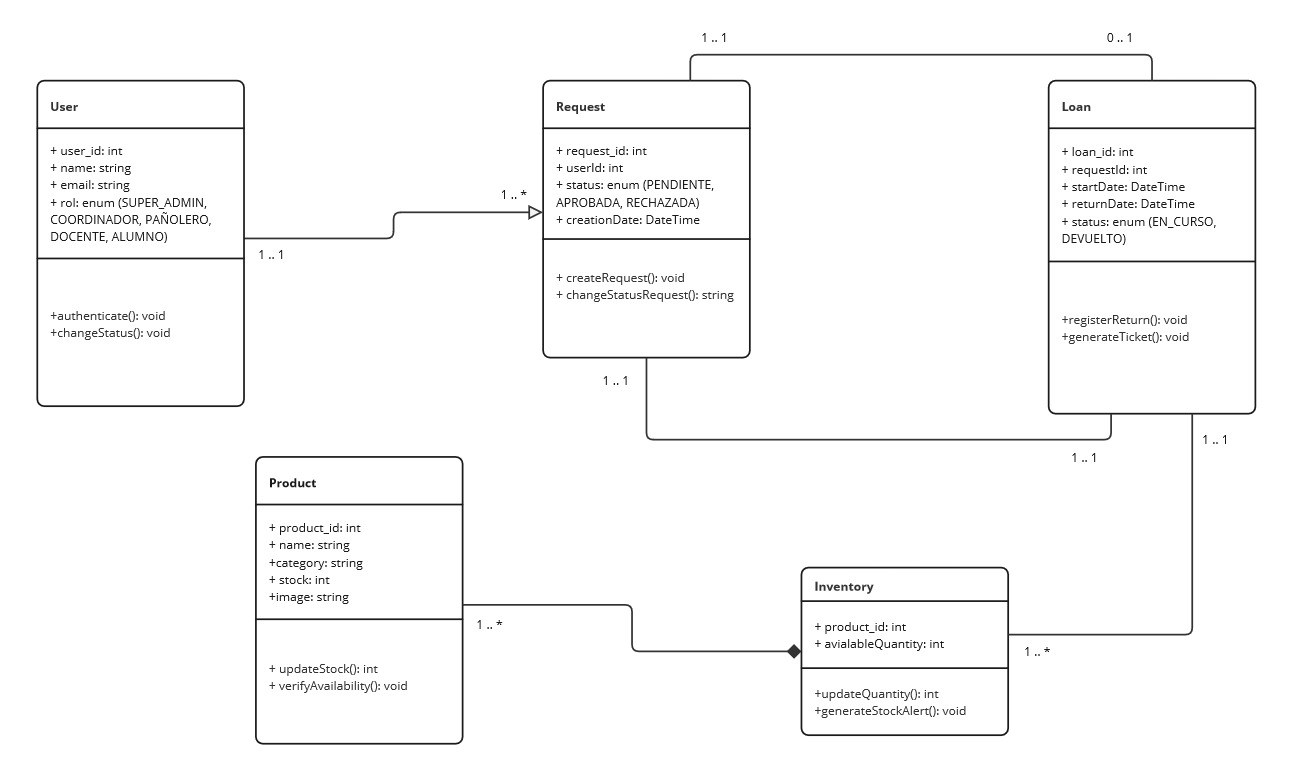 1 .. 1
0 .. 1
User
+ user_id: int
+ name: string
+ email: string
+ rol: enum (SUPER_ADMIN,
COORDINADOR, PAÑOLERO,
DOCENTE, ALUMNO)
+authenticate(): void
+changeStatus(): void
1 .. 1
1 .. *
Request
+ request_id: int
+ userId: int
+ status: enum (PENDIENTE,
APROBADA, RECHAZADA)
+ creationDate: DateTime
+ createRequest(): void
+ changeStatusRequest(): string
1 .. 1
Loan
+ loan_id: int
+ requestId: int
+ startDate: DateTime
+ returnDate: DateTime
+ status: enum (EN_CURSO,
DEVUELTO)
+registerReturn(): void
+generateTicket(): void
1 .. 1
1 .. 1
Product
+ product_id: int
+ name: string
+category: string
+ stock: int
+image: string
+ updateStock(): int
+ verifyAvailability(): void
1 .. *
Inventory
+ product_id: int
+ avialableQuantity: int
+updateQuantity(): int
+generateStockAlert(): void
1 .. *